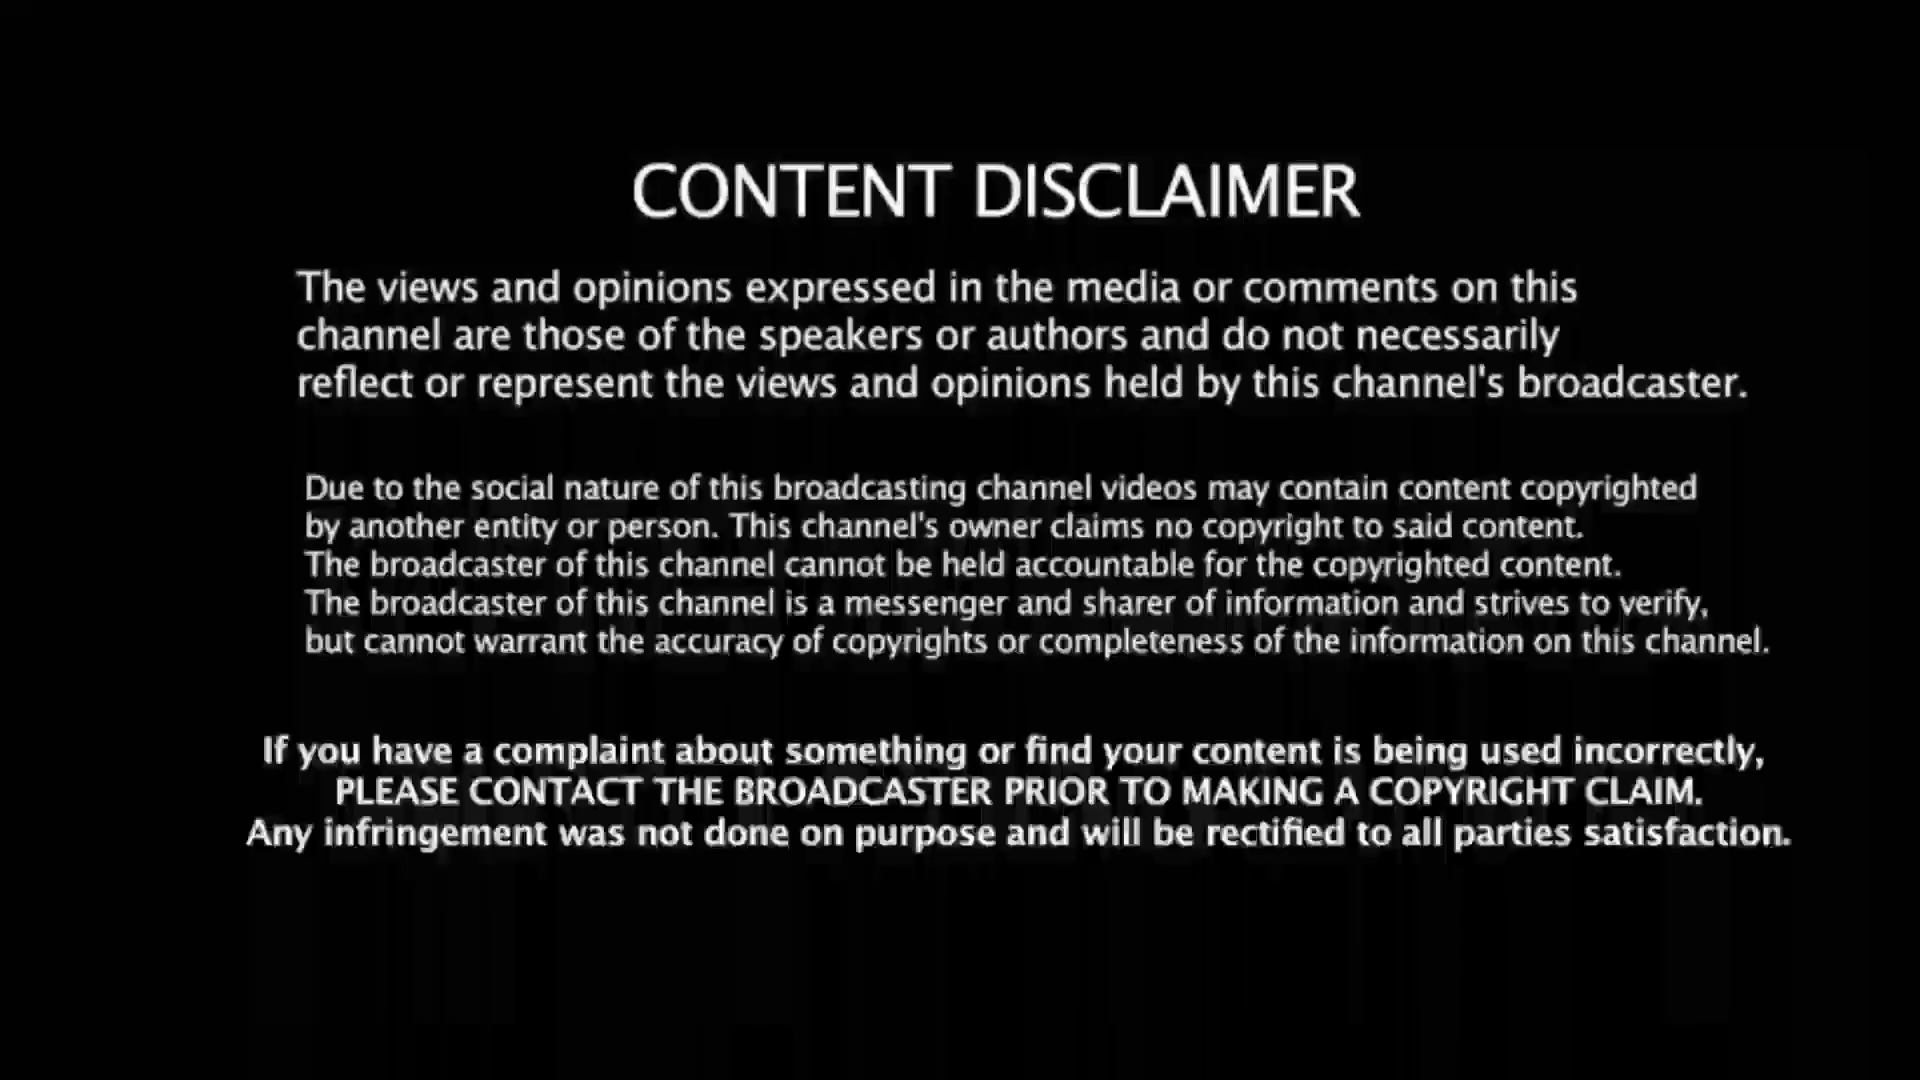 CONTENT DISCLAIMER
The views and opinions expressed in the media or comments on this
channel are those of the speakers or authors and do not necessarily
reflect or represent the views and opinions held by this channel's broadcaster.
Due to the social nature of this broadcasting channel videos may contain content copyrighted
by another entity or person. This channel's owner claims no copyright to said content.
The broadcaster of this channel cannot be held accountable for the copyrighted content.
The broadcaster of this channel is a messenger and sharer of information and strives to verify,
but cannot warrant the accuracy of copyrights or completeness of the information on this channel.
If you have a complaint about something or find your content is being used incorrectly,
PLEASE CONTACT THE BROADCASTER PRIOR TO MAKING A COPYRIGHT CLAIM.
Any infringement was not done on purpose and will be rectified to all parties satisfaction.